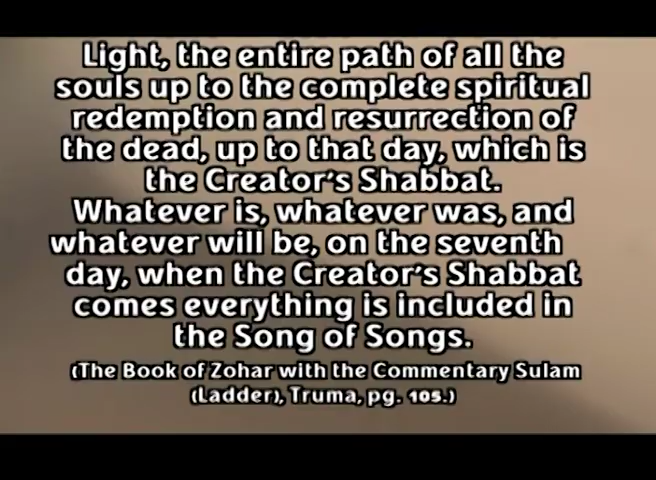 Light, the entire path of all the
souls up to the complete spiritual
redemption and resurrection of
the dead, up to that day, which is
the Creator's Shabbat.
Whatever is, whatever was, and
whatever will be, on the seventh
day, when the Creator's Shabbat
comes everything is included in
the Song of Songs.
(The Book of Zohar with the Commentary Sulam
(Ladder), Truma, pg. 105.)